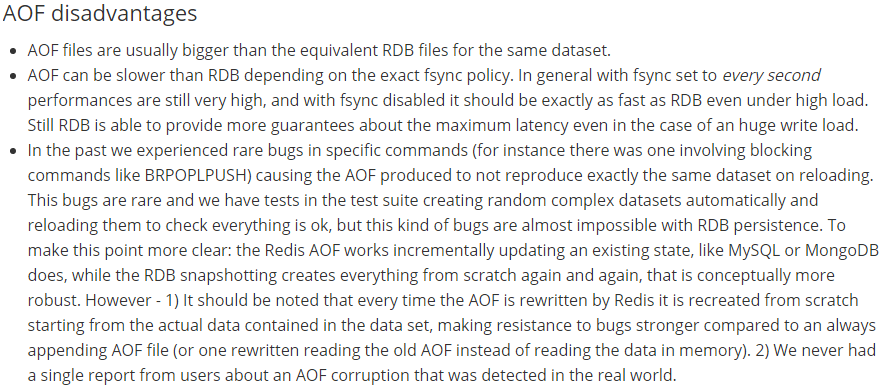 AOF disadvantages
• AOF files are usually bigger than the equivalent RDB files for the same dataset.
• AOF can be slower than RDB depending on the exact fsync policy. In general with fsync set to every second
performances are still very high, and with fsync disabled it should be exactly as fast as RDB even under high load.
Still RDB is able to provide more guarantees about the maximum latency even in the case of an huge write load.
• In the past we experienced rare bugs in specific commands (for instance there was one involving blocking
commands like BRPOPLPUSH) causing the AOF produced to not reproduce exactly the same dataset on reloading.
This bugs are rare and we have tests in the test suite creating random complex datasets automatically and
reloading them to check everything is ok, but this kind of bugs are almost impossible with RDB persistence. To
make this point more clear: the Redis AOF works incrementally updating an existing state, like MySQL or MongoDB
does, while the RDB snapshotting creates everything from scratch again and again, that is conceptually more
robust. However - 1) It should be noted that every time the AOF is rewritten by Redis it is recreated from scratch
starting from the actual data contained in the data set, making resistance to bugs stronger compared to an always
appending AOF file (or one rewritten reading the old AOF instead of reading the data in memory). 2) We never had
a single report from users about an AOF corruption that was detected in the real world.